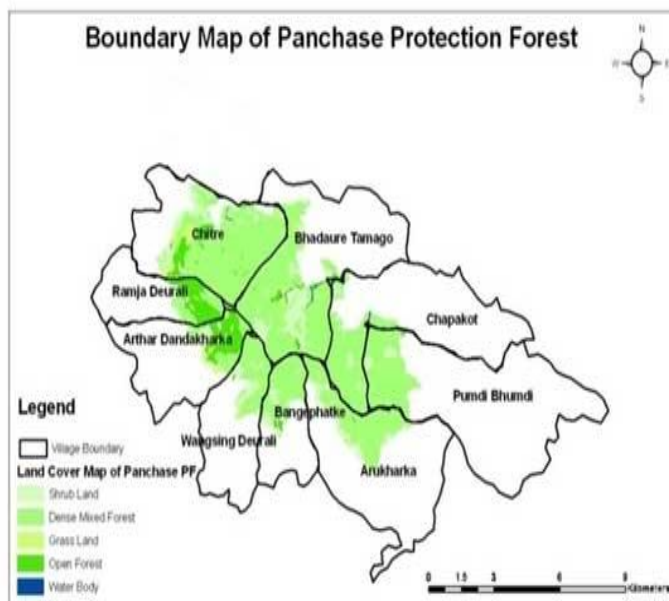 Boundary Map of Panchase Protection Forest
N
W
E
S
Chitre
Bhadaure Tamago
Ramja Deurali
Chapakot
Arthar Dandakharka
Pumdi Bhumdi
Bangephatke
Wangsing Deurali
Arukharka
Legend
Village Boundary
Land Cover Map of Panchase PF
Shrub Land
Dense Mixed Forest
Grass Land
Open Forest
Water Body
0 1.5 3 6 9
Kilometers